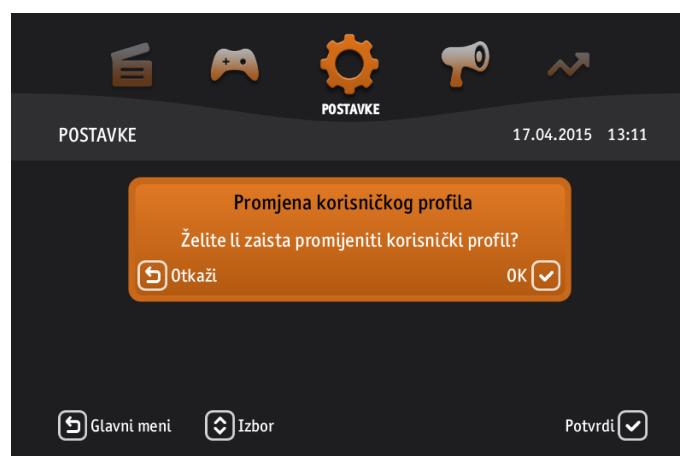 POSTAVKE
POSTAVKE
17.04.2015 13:11
Promjena korisničkog profila
Želite li zaista promijeniti korisnički profil?
Otkaži
OK
Glavni meni
Izbor
Potvrdi